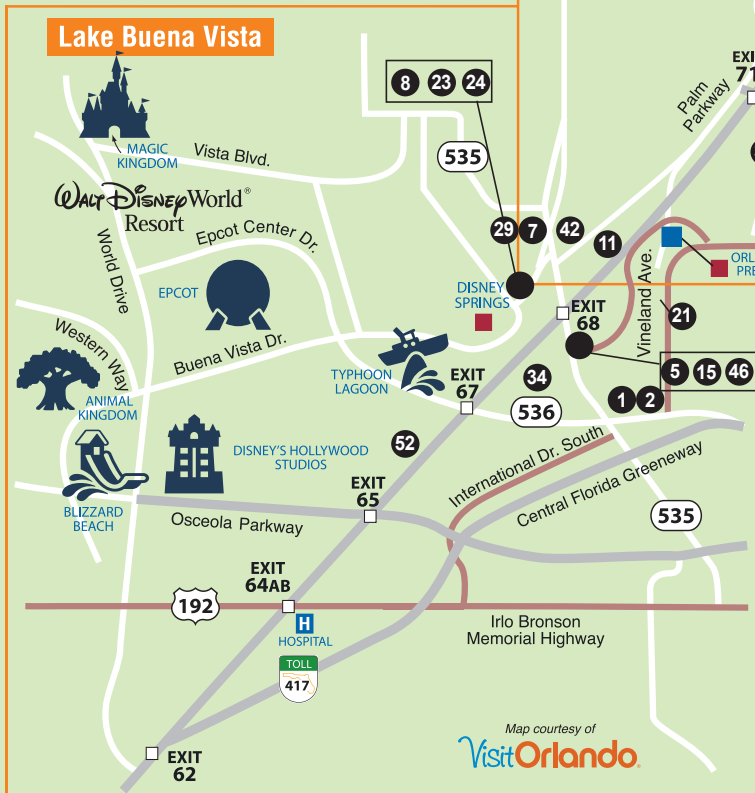 Lake Buena Vista
EXI
71
8 23 24
Palm
Parkway
MAGIC
KINGDOM
Vista Blvd.
535
WALT DISNEY World®
Resort
Epcot Center Dr.
29 7 42
11
World Drive
EPCOT
DISNEY
SPRINGS
ORL
PRE
EXIT
68
Vineland Ave.
21
Western Way
Buena Vista Dr.
TYPHOON
LAGOON
EXIT
67
34
5 15 46
536
1 2
ANIMAL
KINGDOM
DISNEY'S HOLLYWOOD
STUDIOS
52
International Dr. South
Central Florida Greeneway
BLIZZARD
BEACH
EXIT
65
Osceola Parkway
535
EXIT
64AB
192
H
HOSPITAL
Irlo Bronson
Memorial Highway
TOLL
417
Map courtesy of
Visit Orlando.
EXIT
62